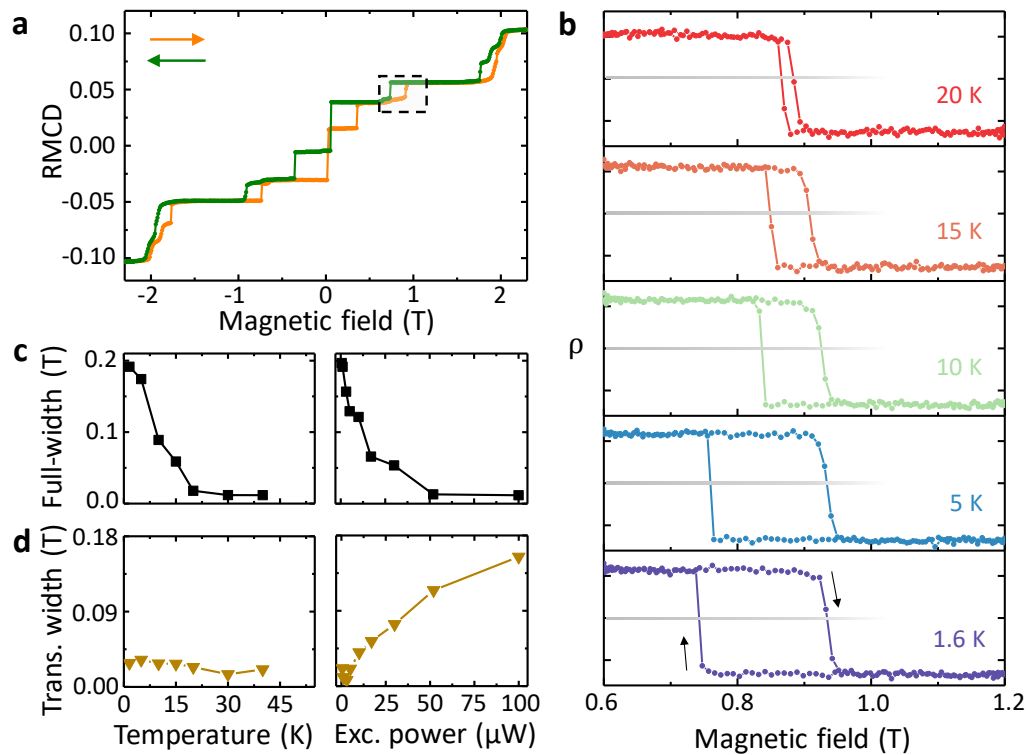 a
0.10
0.05
0.00
-0.05
-0.10
RMCD
-2
-1
0
1
2
Magnetic field (T)
b
20 K
15 K
10 K
5 K
1.6 K
ρ
0.6
0.8
1.0
1.2
Magnetic field (T)
c
0.2
0.1
0.0
Full-width (T)
d
0.18
0.09
0.00
Trans. width (T)
0
15
30
45
Temperature (K)
0
25
50
75
100
Exc. power (μW)